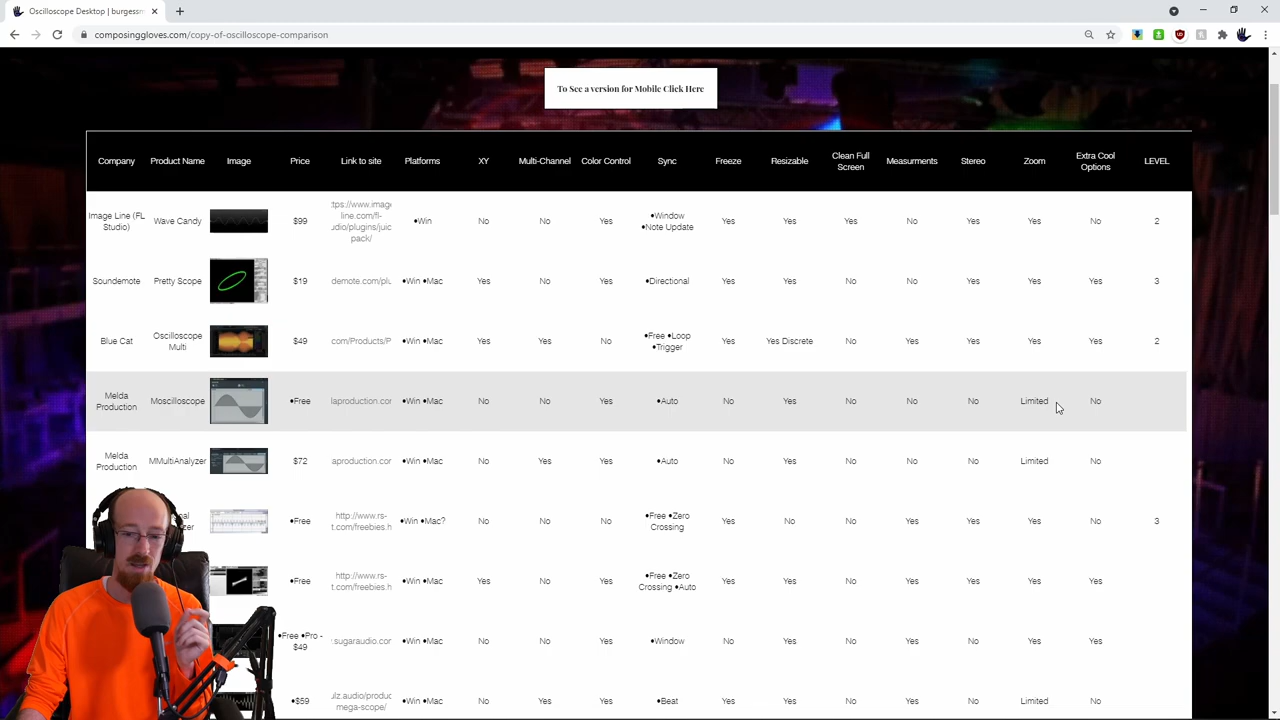 Oscilloscope Desktop | burgessm
composinggloves.com/copy-of-oscilloscope-comparison
To See a version for Mobile Click Here
Company Product Name Image Price Link to site Platforms XY Multi-Channel Color Control Sync Freeze Resizable Clean Full Screen Measurments Stereo Zoom Extra Cool Options LEVEL
Image Line (FL Studio) Wave Candy $99 ttps://www.image line.com/fl- udio/plugins/juic pack/ •Win No No Yes •Window •Note Update Yes Yes Yes No Yes Yes No 2
Soundemote Pretty Scope $19 demote.com/plu •Win •Mac Yes No Yes •Directional Yes Yes No No Yes Yes Yes 3
Blue Cat Oscilloscope Multi $49 com/Products/P •Win •Mac Yes Yes No •Free •Loop •Trigger Yes Yes Discrete No Yes Yes Yes Yes 2
Melda Production Moscilloscope •Free laproduction.cor •Win •Mac No No Yes •Auto No Yes No No No Limited No
Melda Production MMultiAnalyzer $72 aproduction.com •Win •Mac No Yes Yes •Auto No Yes No No No Limited No
•Free http://www.rs- t.com/freebies.h •Win •Mac? No No No •Free •Zero Crossing Yes No No Yes Yes Yes No 3
•Free http://www.rs- t.com/freebies.h •Win •Mac Yes No Yes •Free •Zero Crossing •Auto Yes Yes No Yes Yes Yes Yes
•Free •Pro - $49 .sugaraudio.cor •Win •Mac No No Yes •Window No Yes No Yes No Yes Yes
•$59 ulz.audio/produc mega-scope/ •Win •Mac No Yes Yes •Beat No Yes No No Yes Limited No